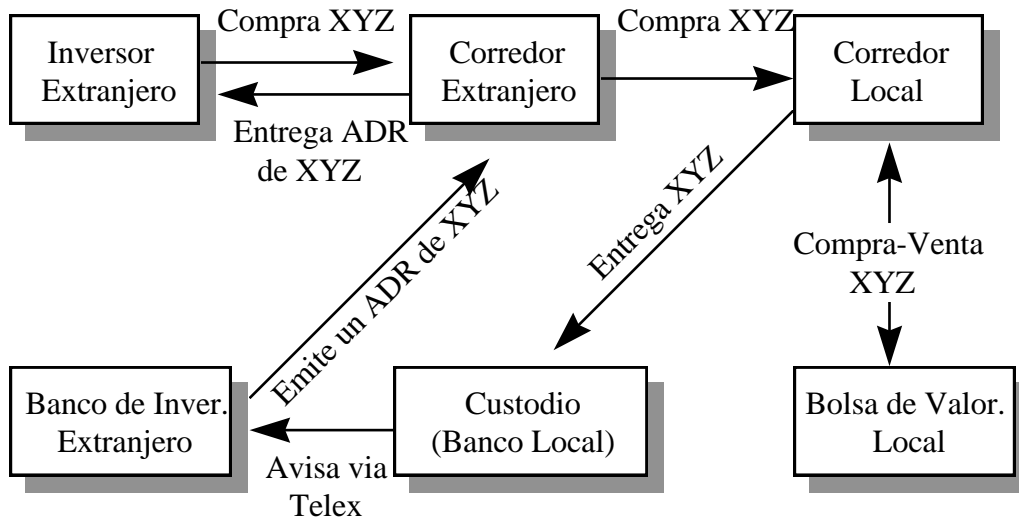 Compra XYZ
Compra XYZ
Inversor
Extranjero
Corredor
Extranjero
Corredor
Local
Entrega ADR
de XYZ
Emite un ADR de XYZ
Entrega XYZ
Compra-Venta
XYZ
Banco de Inver.
Extranjero
Custodio
(Banco Local)
Bolsa de Valor.
Local
Avisa via
Telex